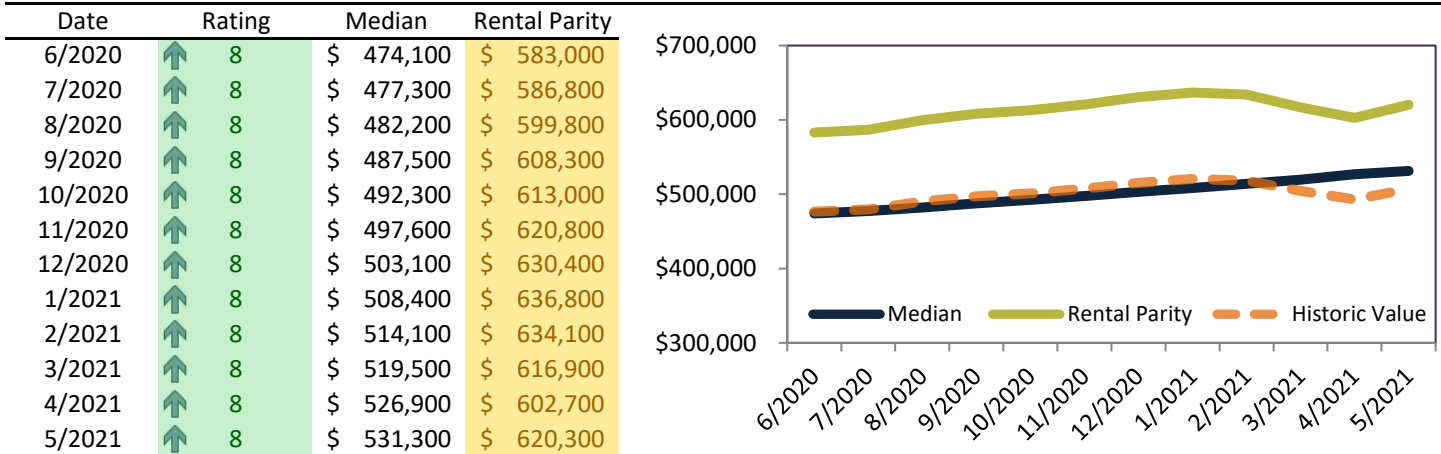 Date Rating Median Rental Parity
6/2020 8 $ 474,100 $ 583,000
7/2020 8 $ 477,300 $ 586,800
8/2020 8 $ 482,200 $ 599,800
9/2020 8 $ 487,500 $ 608,300
10/2020 8 $ 492,300 $ 613,000
11/2020 8 $ 497,600 $ 620,800
12/2020 8 $ 503,100 $ 630,400
1/2021 8 $ 508,400 $ 636,800
2/2021 8 $ 514,100 $ 634,100
3/2021 8 $ 519,500 $ 616,900
4/2021 8 $ 526,900 $ 602,700
5/2021 8 $ 531,300 $ 620,300
$700,000
$600,000
$500,000
$400,000
$300,000
Median Rental Parity Historic Value
6/2020 7/2020 8/2020 9/2020 10/2020 11/2020 12/2020 1/2021 2/2021 3/2021 4/2021 5/2021